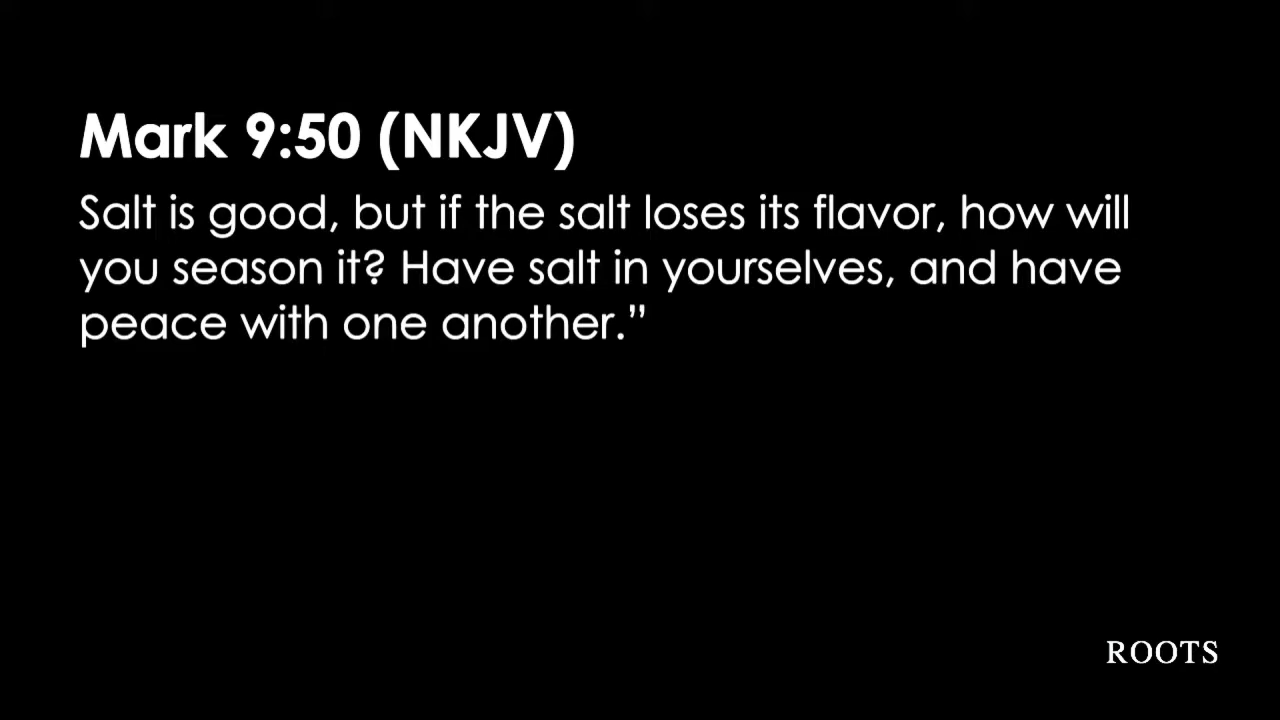 Mark 9:50 (NKJV)
Salt is good, but if the salt loses its flavor, how will
you season it? Have salt in yourselves, and have
peace with one another.”
ROOTS